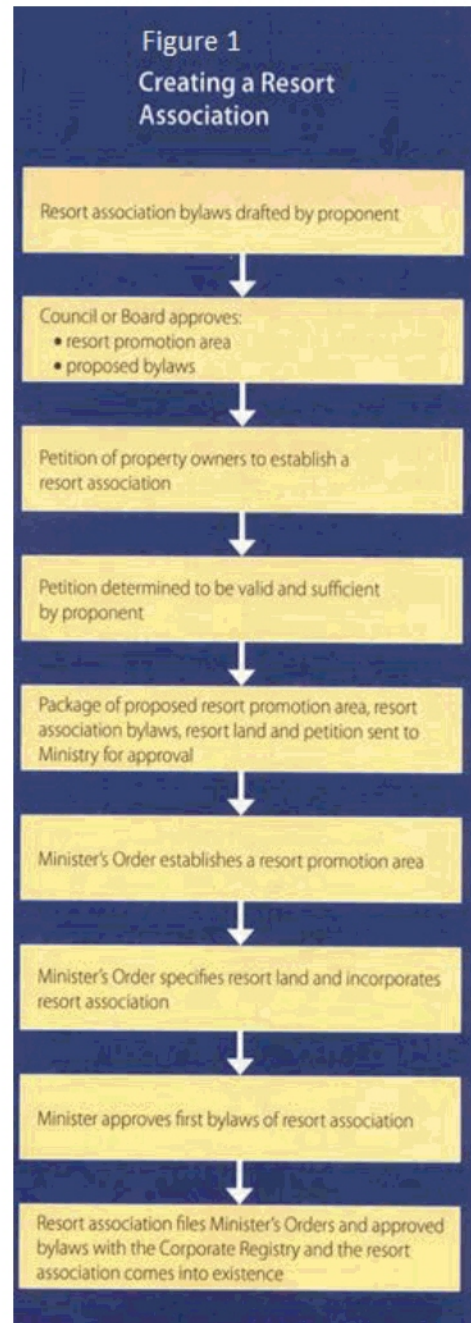 Figure 1
Creating a Resort
Association
Resort association bylaws drafted by proponent
Council or Board approves:
• resort promotion area
• proposed bylaws
Petition of property owners to establish a
resort association
Petition determined to be valid and sufficient
by proponent
Package of proposed resort promotion area, resort
association bylaws, resort land and petition sent to
Ministry for approval
Minister's Order establishes a resort promotion area
Minister's Order specifies resort land and incorporates
resort association
Minister approves first bylaws of resort association
Resort association files Minister's Orders and approved
bylaws with the Corporate Registry and the resort
association comes into existence